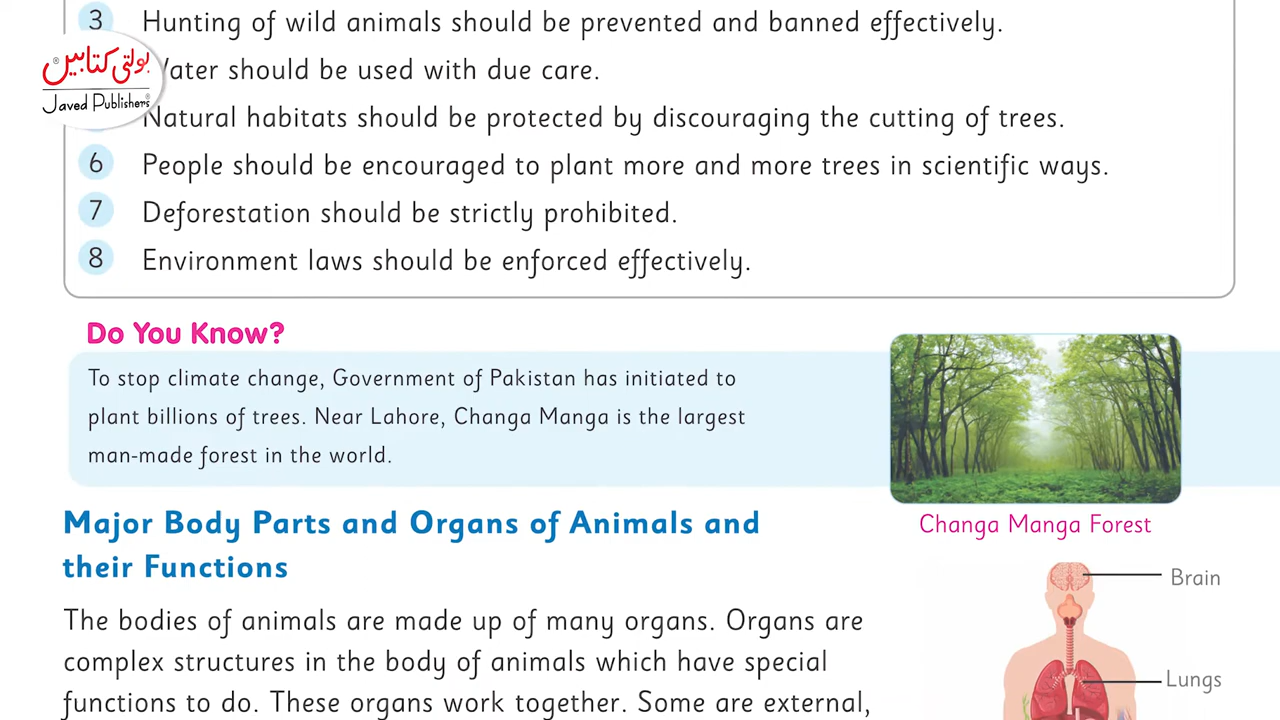 3 Hunting of wild animals should be prevented and banned effectively.
بولتی کتابیں
Javed Publishers
Water should be used with due care.
Natural habitats should be protected by discouraging the cutting of trees.
6 People should be encouraged to plant more and more trees in scientific ways.
7 Deforestation should be strictly prohibited.
8 Environment laws should be enforced effectively.
Do You Know?
To stop climate change, Government of Pakistan has initiated to
plant billions of trees. Near Lahore, Changa Manga is the largest
man-made forest in the world.
Changa Manga Forest
Major Body Parts and Organs of Animals and
their Functions
The bodies of animals are made up of many organs. Organs are
complex structures in the body of animals which have special
functions to do. These organs work together. Some are external,
Brain
Lungs